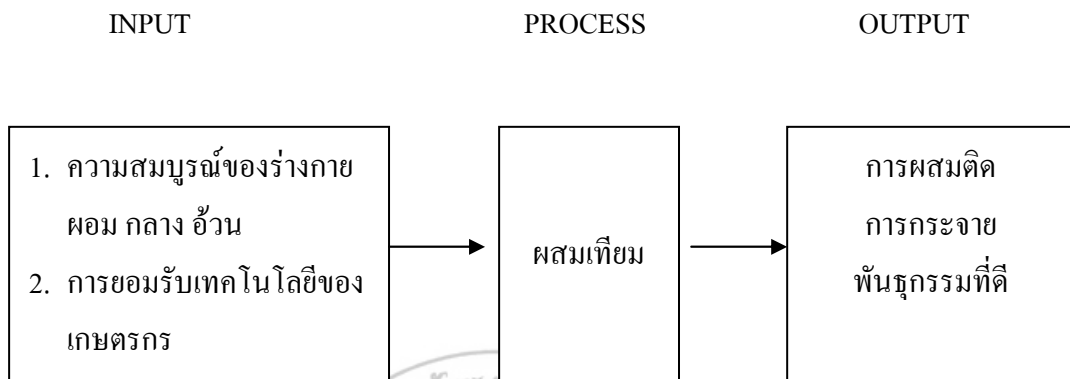 INPUT PROCESS OUTPUT
1. ความสมบูรณ์ของร่างกาย
ผอม กลาง อ้วน
2. การยอมรับเทคโนโลยีของ
เกษตรกร
ผสมเทียม
การผสมติด
การกระจาย
พันธุกรรมที่ดี